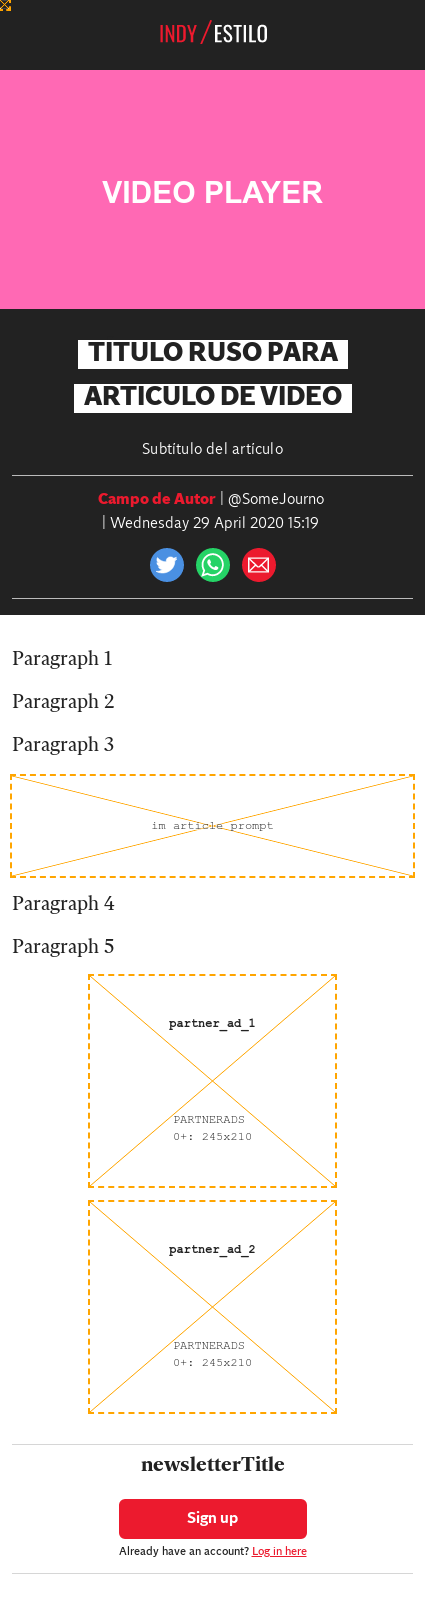 INDY/ESTILO
VIDEO PLAYER
TITULO RUSO PARA
ARTICULO DE VIDEO
Subtítulo del artículo
Campo de Autor | @SomeJourno
| Wednesday 29 April 2020 15:19
Paragraph 1
Paragraph 2
Paragraph 3
im article prompt
Paragraph 4
Paragraph 5
partner_ad_1
PARTNERADS
0+: 245x210
partner_ad_2
PARTNERADS
0+: 245x210
newsletterTitle
Sign up
Already have an account? Log in here